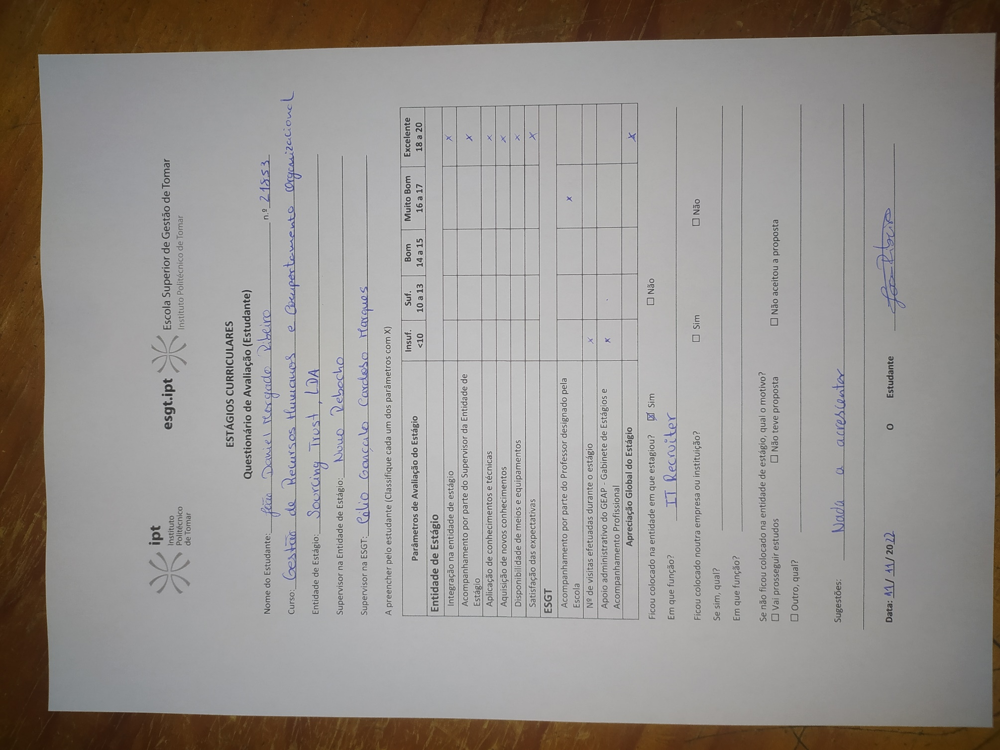 ipt
Instituto
Politécnico
de Tomar
esgt.ipt
Escola Superior de Gestão de Tomar
Instituto Politécnico de Tomar
ESTÁGIOS CURRICULARES
Questionário de Avaliação (Estudante)
Nome do Estudante: João Daniel Morgado Ribeiro n.º 21853
Curso: Gestão de Recursos Humanos e Comportamento Organizacional
Entidade de Estágio: Sourcing Trust, LDA
Supervisor na Entidade de Estágio: Nuno Rebocho
Supervisor na ESGT: Célio Gonçalo Cardoso Marques
A preencher pelo estudante (Classifique cada um dos parâmetros com X)
Parâmetros de Avaliação do Estágio Insuf. <10 Suf. 10 a 13 Bom 14 a 15 Muito Bom 16 a 17 Excelente 18 a 20
Entidade de Estágio
Integração na entidade de estágio X
Acompanhamento por parte do Supervisor da Entidade de X
Estágio
Aplicação de conhecimentos e técnicas X
Aquisição de novos conhecimentos X
Disponibilidade de meios e equipamentos X
Satisfação das expectativas X
ESGT
Acompanhamento por parte do Professor designado pela X
Escola
Nº de visitas efetuadas durante o estágio X
Apoio administrativo do GEAP - Gabinete de Estágios e X
Acompanhamento Profissional
Apreciação Global do Estágio X
Ficou colocado na entidade em que estagiou? ☒ Sim ☐ Não
Em que função? IT Recruiter
Ficou colocado noutra empresa ou instituição? ☐ Sim ☐ Não
Se sim, qual?
Em que função?
Se não ficou colocado na entidade de estágio, qual o motivo?
☐ Vai prosseguir estudos ☐ Não teve proposta ☐ Não aceitou a proposta
☐ Outro, qual?
Sugestões: Nada a acrescentar
Data: 11/11/2022 O Estudante João Ribeiro